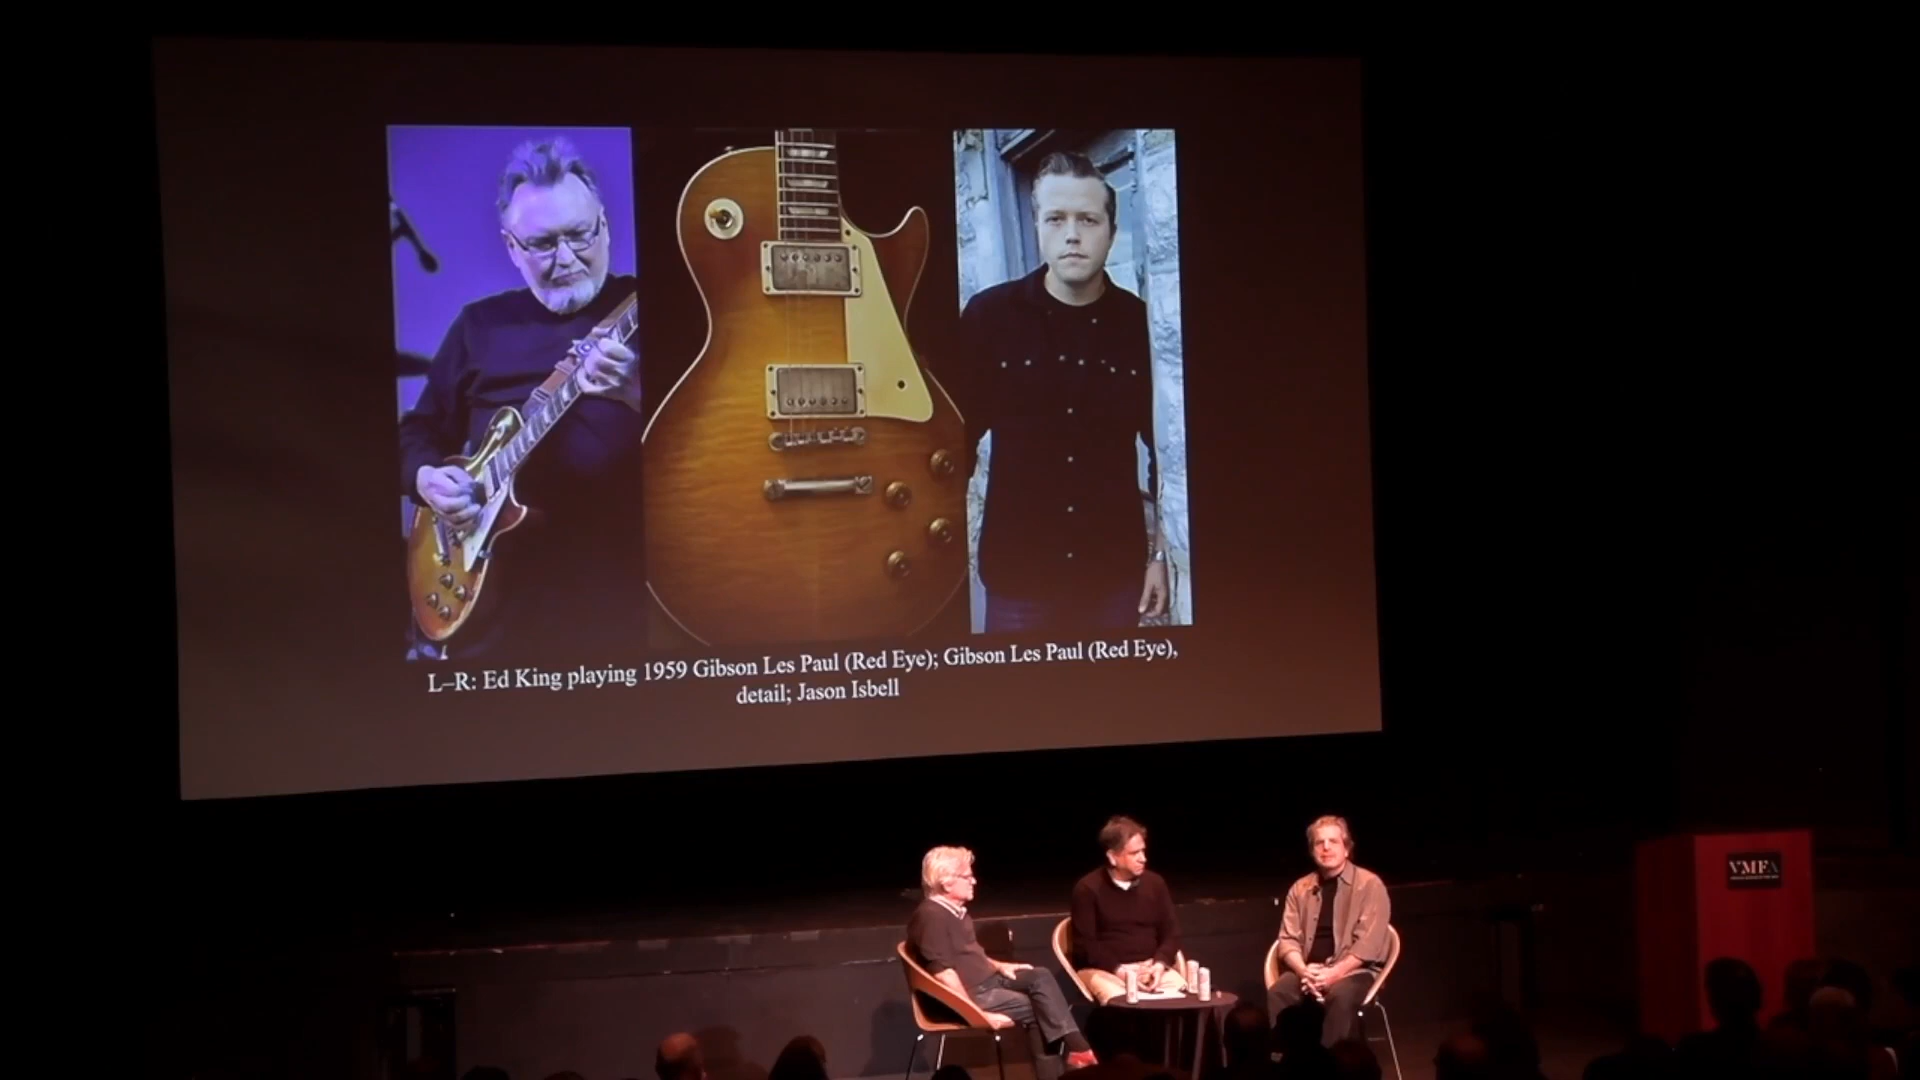 L–R: Ed King playing 1959 Gibson Les Paul (Red Eye); Gibson Les Paul (Red Eye),
detail; Jason Isbell
VMFA